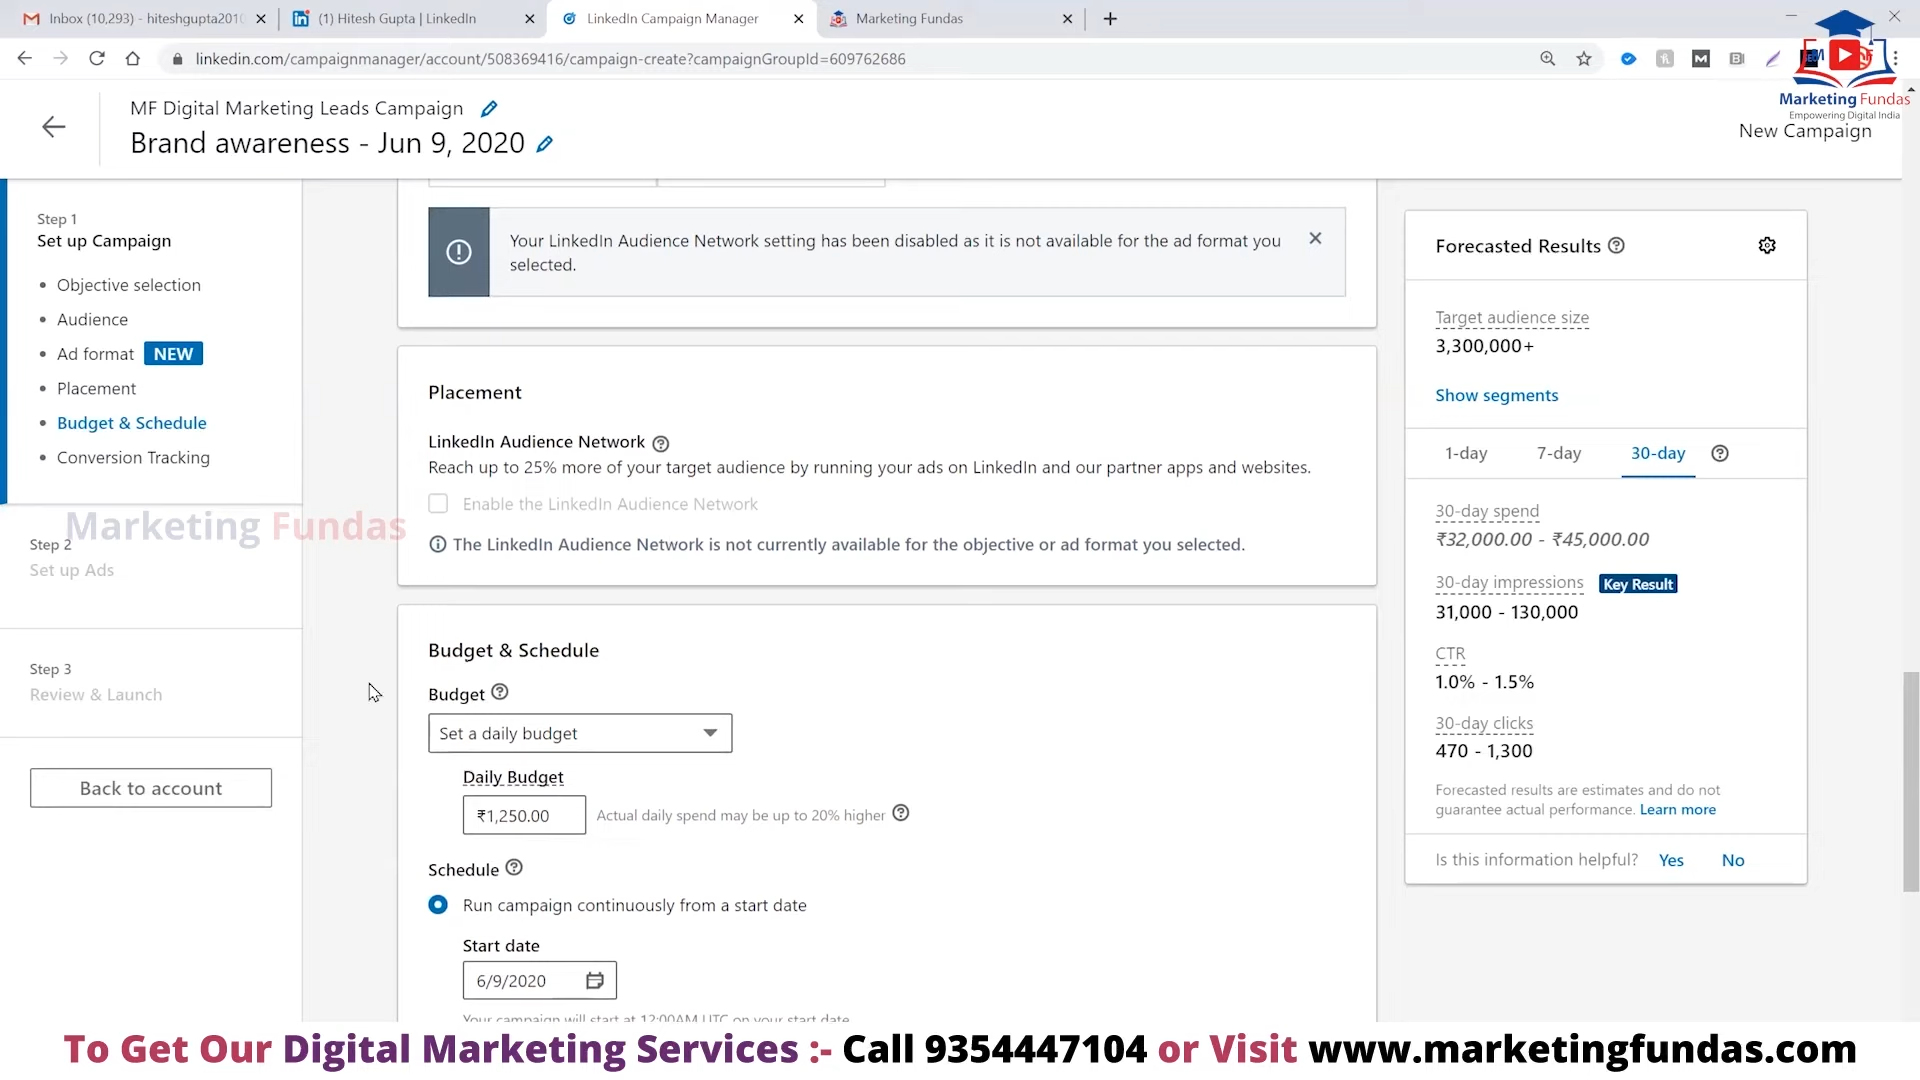 Inbox (10,293) - hiteshgupta201
(1) Hitesh Gupta | LinkedIn
LinkedIn Campaign Manager
Marketing Fundas
linkedin.com/campaignmanager/account/508369416/campaign-create?campaignGroupId=609762686
Marketing Fundas
Empowering Digital India
MF Digital Marketing Leads Campaign
Brand awareness - Jun 9, 2020
New Campaign
Step 1
Set up Campaign
Objective selection
Audience
Ad format NEW
Placement
Budget & Schedule
Conversion Tracking
Marketing Fundas
Step 2
Set up Ads
Step 3
Review & Launch
Back to account
Your LinkedIn Audience Network setting has been disabled as it is not available for the ad format you
selected.
Placement
LinkedIn Audience Network
Reach up to 25% more of your target audience by running your ads on LinkedIn and our partner apps and websites.
Enable the LinkedIn Audience Network
The LinkedIn Audience Network is not currently available for the objective or ad format you selected.
Budget & Schedule
Budget
Set a daily budget
Daily Budget
₹1,250.00 Actual daily spend may be up to 20% higher
Schedule
Run campaign continuously from a start date
Start date
6/9/2020
Your campaign will start at 12:00AM UTC on your start date
Forecasted Results
Target audience size
3,300,000+
Show segments
1-day 7-day 30-day
30-day spend
₹32,000.00 - ₹45,000.00
30-day impressions Key Result
31,000 - 130,000
CTR
1.0% - 1.5%
30-day clicks
470 - 1,300
Forecasted results are estimates and do not
guarantee actual performance. Learn more
Is this information helpful? Yes No
To Get Our Digital Marketing Services :- Call 9354447104 or Visit www.marketingfundas.com